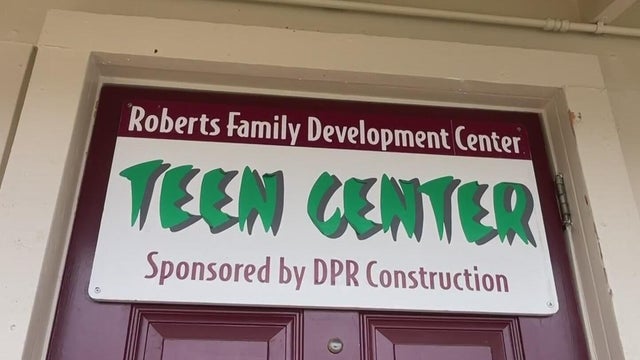 Roberts Family Development Center
TEEN CENTER
Sponsored by DPR Construction